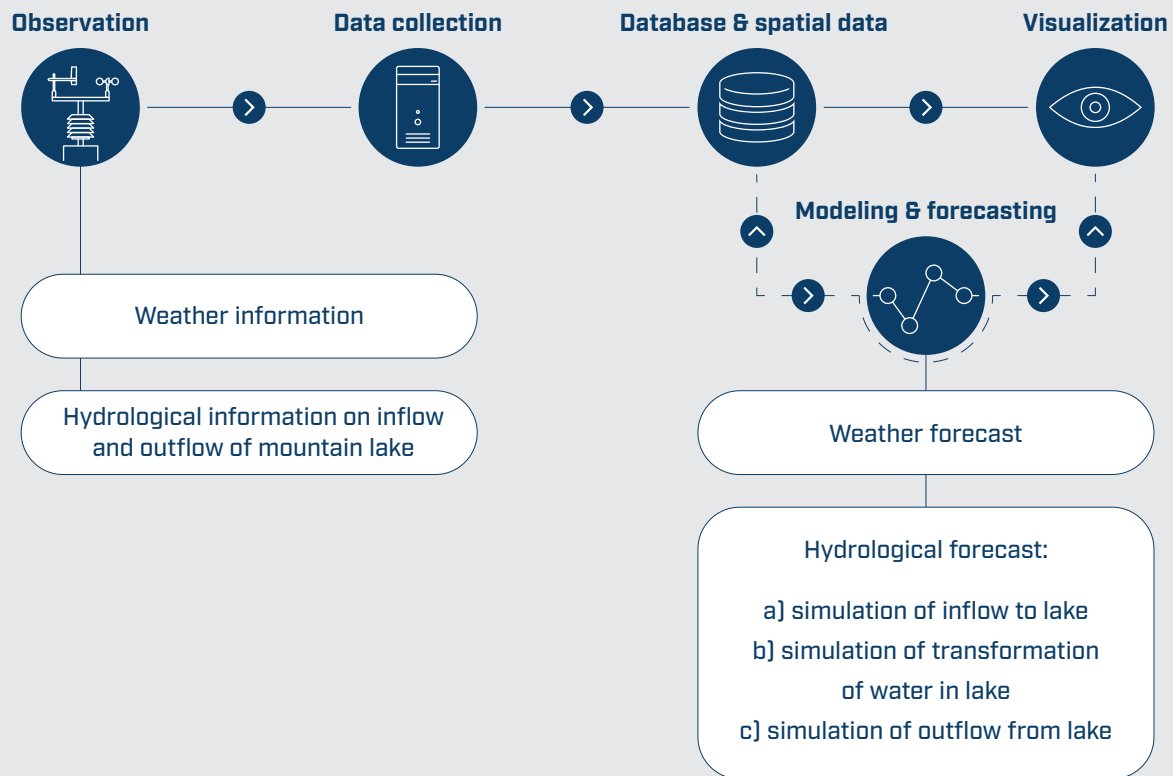 Observation
Data collection
Database & spatial data
Visualization
Modeling & forecasting
Weather information
Hydrological information on inflow
and outflow of mountain lake
Weather forecast
Hydrological forecast:
a) simulation of inflow to lake
b) simulation of transformation
of water in lake
c) simulation of outflow from lake